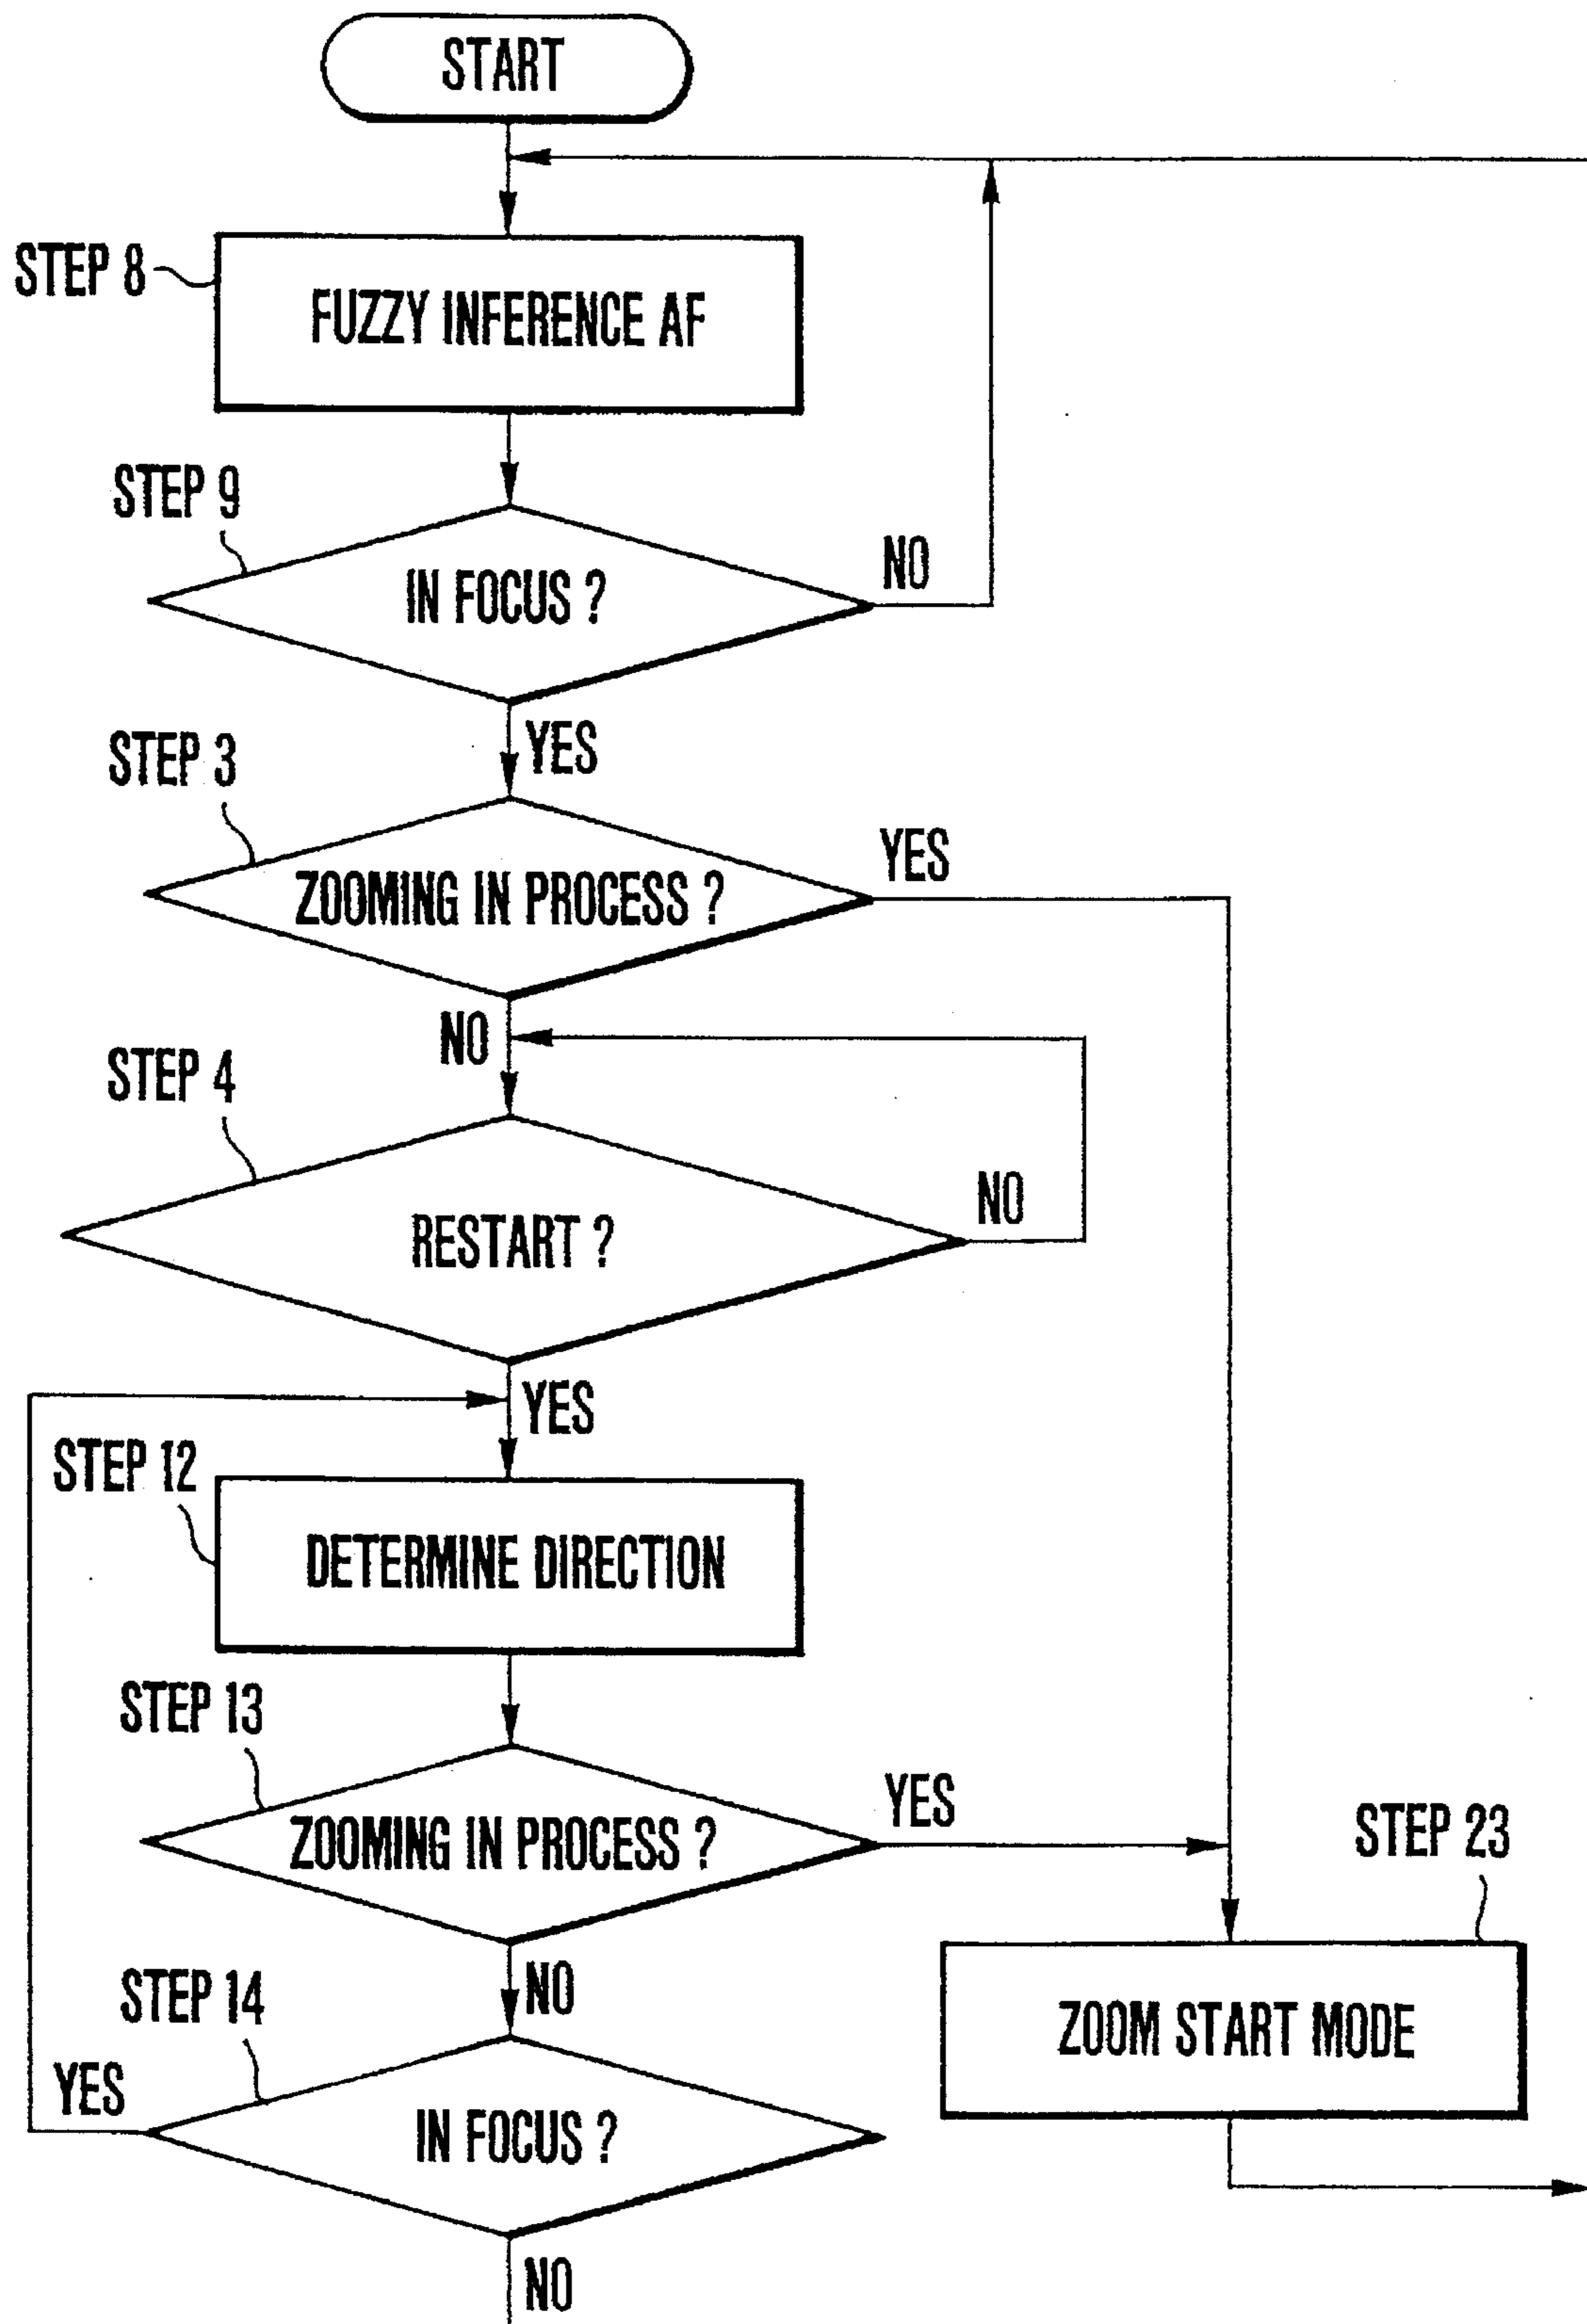 START
STEP 8
FUZZY INFERENCE AF
STEP 9
IN FOCUS ?
NO
YES
STEP 3
ZOOMING IN PROCESS ?
YES
NO
STEP 4
RESTART ?
NO
YES
STEP 12
DETERMINE DIRECTION
STEP 13
ZOOMING IN PROCESS ?
YES
STEP 23
ZOOM START MODE
NO
STEP 14
YES
IN FOCUS ?
NO